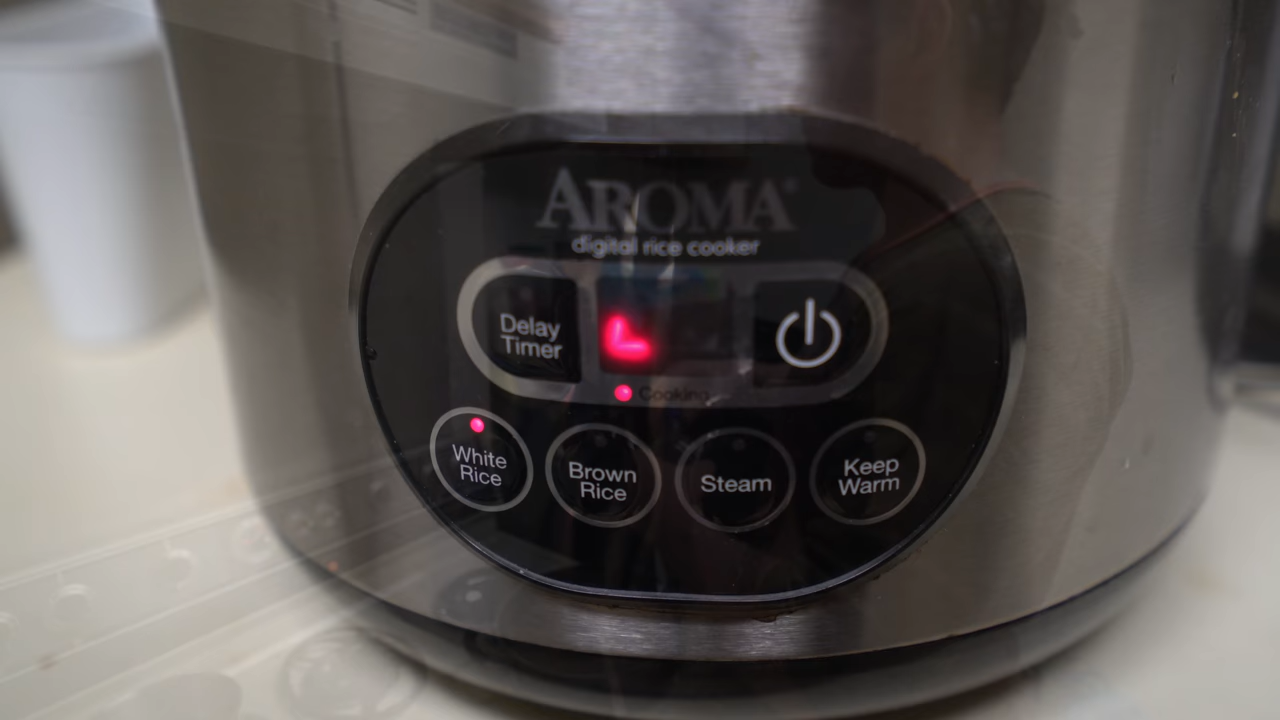 AROMA®
digital rice cooker
Delay
Timer
Cooking
White
Rice
Brown
Rice
Steam
Keep
Warm